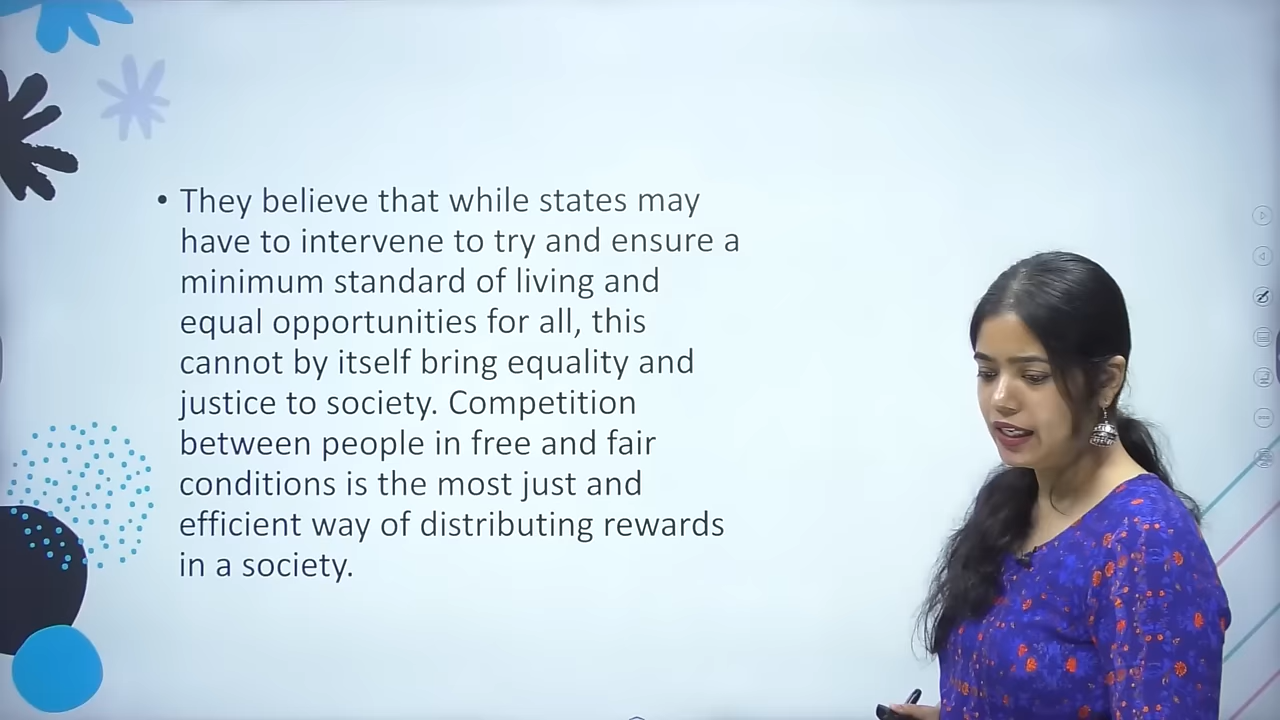 • They believe that while states may
have to intervene to try and ensure a
minimum standard of living and
equal opportunities for all, this
cannot by itself bring equality and
justice to society. Competition
between people in free and fair
conditions is the most just and
efficient way of distributing rewards
in a society.